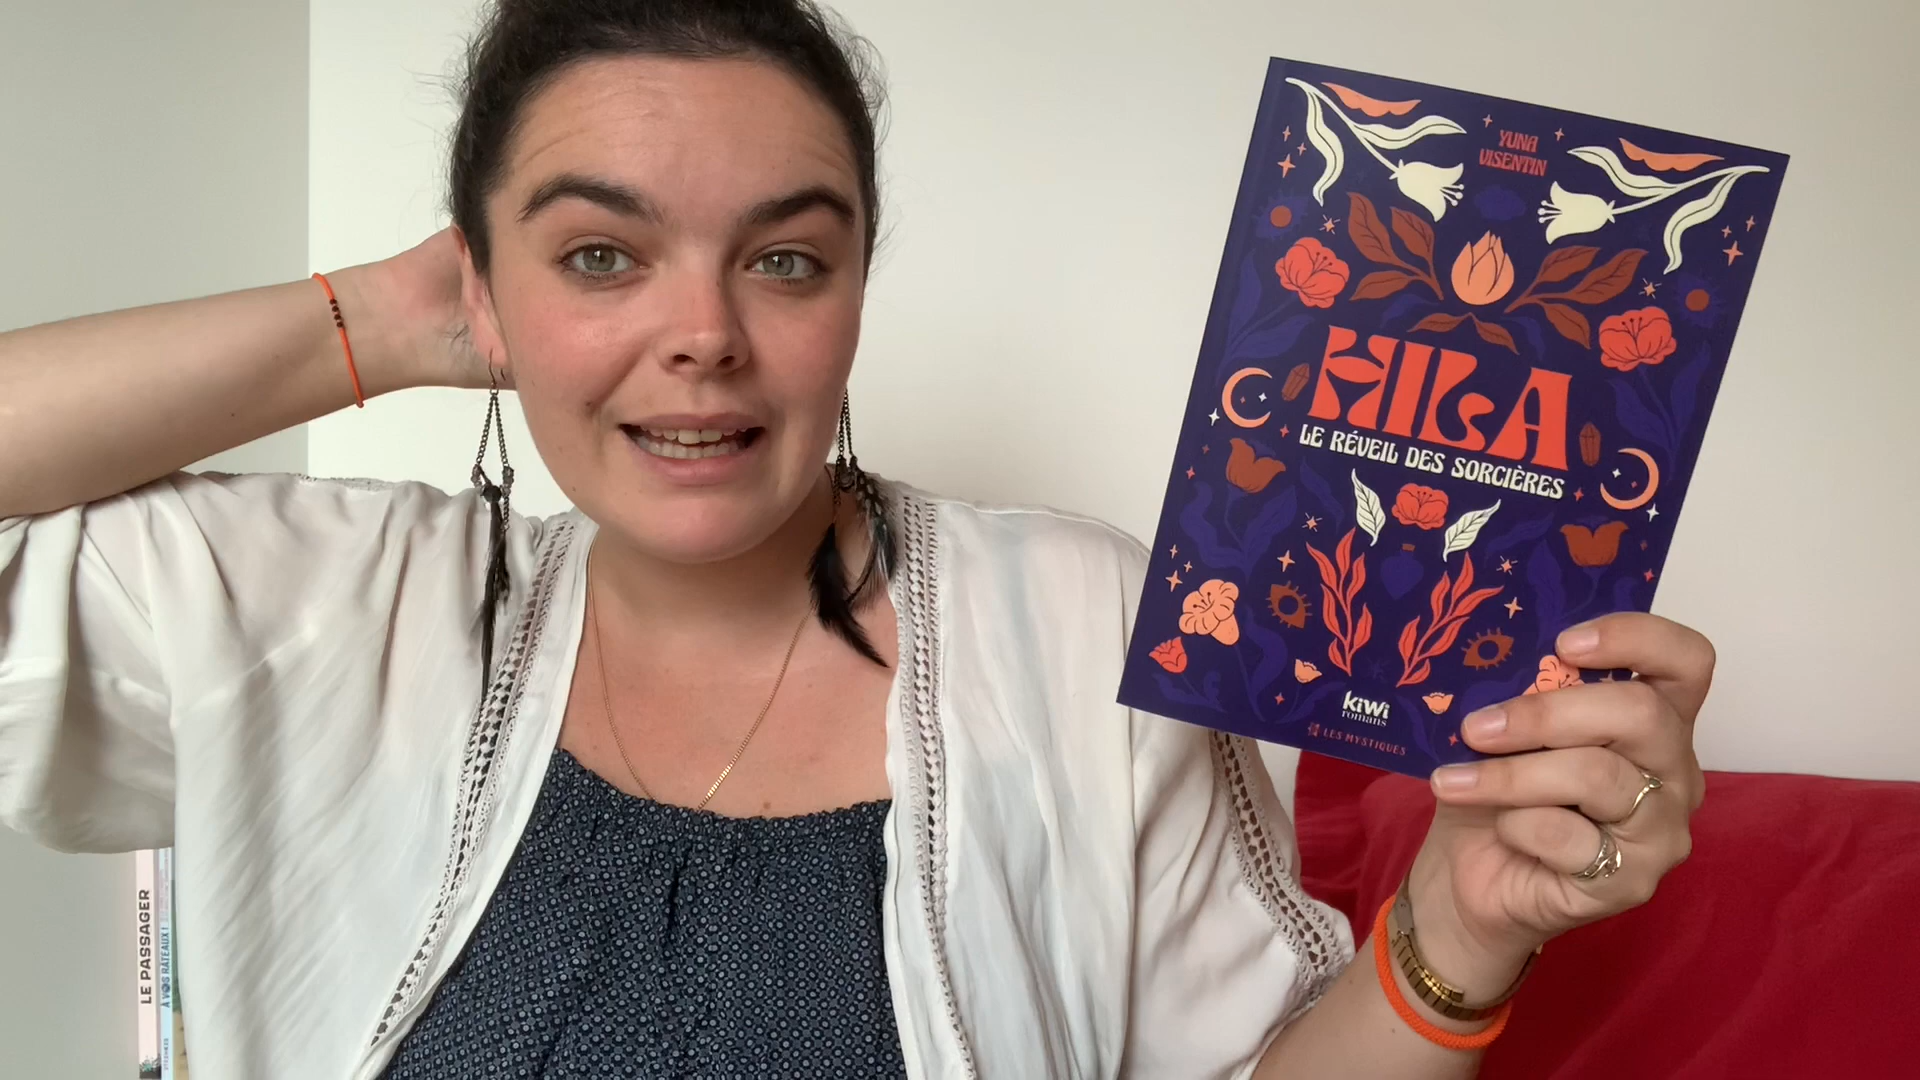 YUNA
VISENTIN
HILA
LE RÉVEIL DES SORCIÈRES
kiwi
romans
LES MYSTIQUES
LE PASSAGER
À VOS RÂTEAUX !